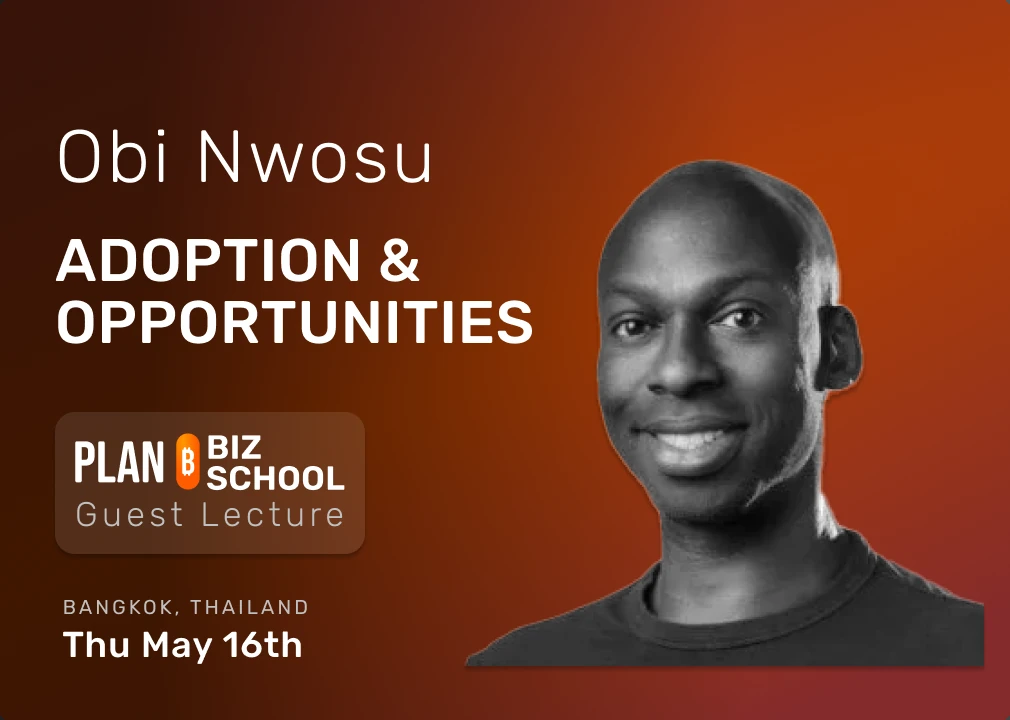 Obi Nwosu
ADOPTION &
OPPORTUNITIES
PLAN ₿ BIZ
SCHOOL
Guest Lecture
BANGKOK, THAILAND
Thu May 16th